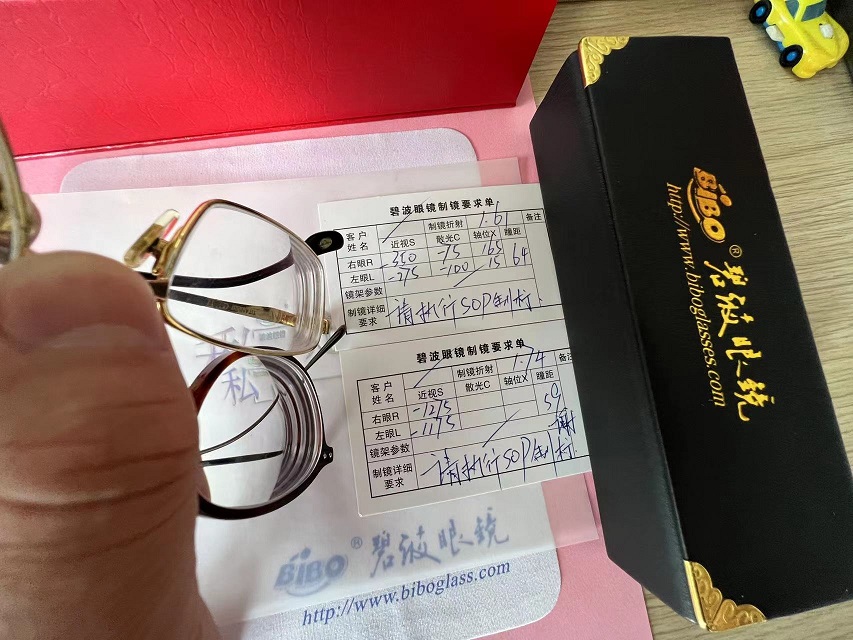 碧波眼镜制镜要求单
客户姓名 近视S 制镜折射 散光C 1.61 轴位X 瞳距 备注
右眼R -350 -75 165 64
左眼L -275 -100 15
镜架参数
制镜详细要求 请执行SOP制标.
碧波眼镜制镜要求单
客户姓名 近视S 制镜折射 散光C 1.74 轴位X 瞳距 备注
右眼R -1275 59
左眼L -1175
镜架参数
制镜详细要求 请执行SOP制标.
BiBO® 碧波眼镜
http://www.biboglass.com
BiBO® 碧波眼镜
http://www.biboglasses.com
私